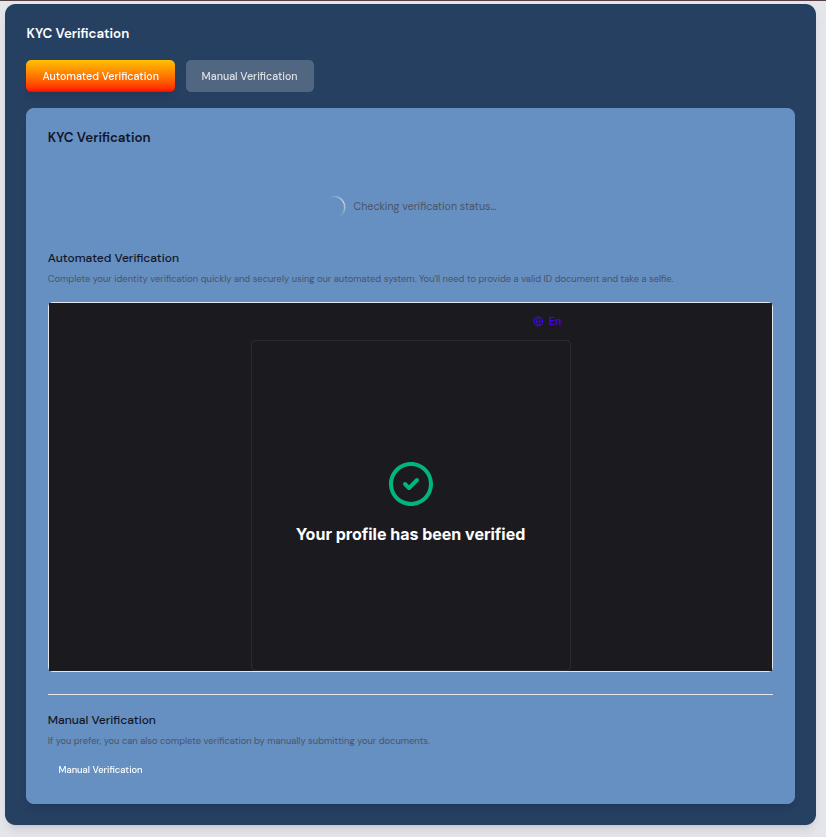 KYC Verification
Automated Verification
Manual Verification
KYC Verification
Checking verification status...
Automated Verification
Complete your identity verification quickly and securely using our automated system. You'll need to provide a valid ID document and take a selfie.
En
Your profile has been verified
Manual Verification
If you prefer, you can also complete verification by manually submitting your documents.
Manual Verification